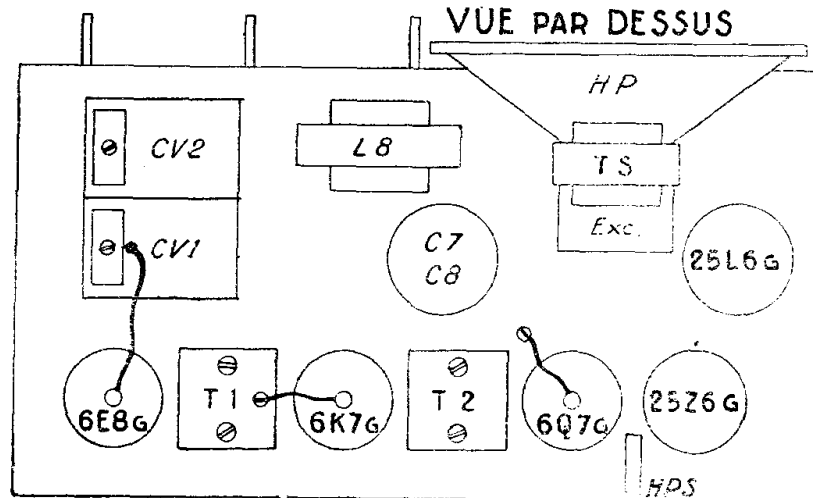 VUE PAR DESSUS
HP
CV2
L8
TS
Exc.
CV1
C7
C8
25L6G
6E8G
T1
6K7G
T2
6Q7G
25Z6G
HPS